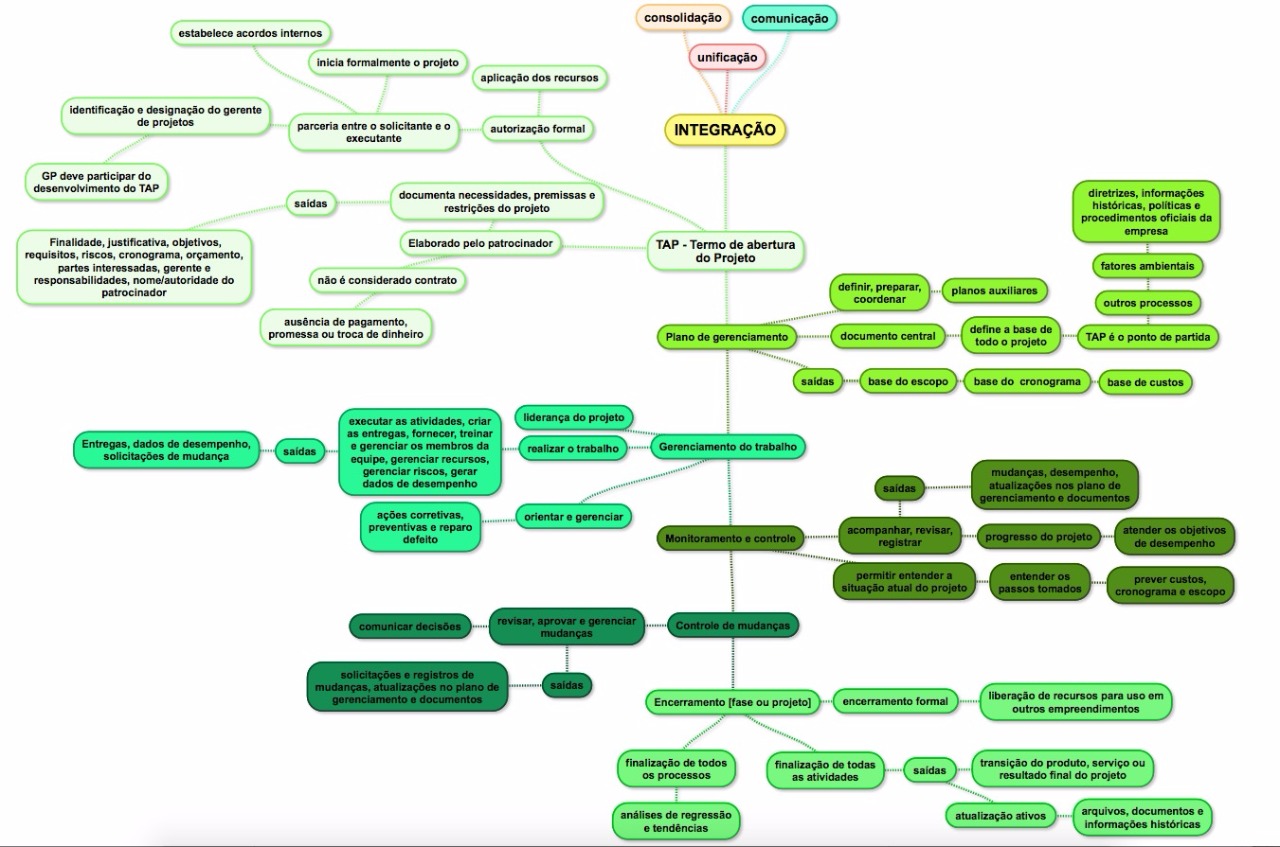 consolidação
comunicação
unificação
INTEGRAÇÃO
estabelece acordos internos
inicia formalmente o projeto
aplicação dos recursos
identificação e designação do gerente
de projetos
parceria entre o solicitante e o
executante
autorização formal
GP deve participar do
desenvolvimento do TAP
saídas
documenta necessidades, premissas e
restrições do projeto
Finalidade, justificativa, objetivos,
requisitos, riscos, cronograma, orçamento,
partes interessadas, gerente e
responsabilidades, nome/autoridade do
patrocinador
Elaborado pelo patrocinador
TAP - Termo de abertura
do Projeto
não é considerado contrato
ausência de pagamento,
promessa ou troca de dinheiro
diretrizes, informações
históricas, políticas e
procedimentos oficiais da
empresa
fatores ambientais
outros processos
definir, preparar,
coordenar
planos auxiliares
Plano de gerenciamento
documento central
define a base de
todo o projeto
TAP é o ponto de partida
saídas
base do escopo
base do cronograma
base de custos
liderança do projeto
Gerenciamento do trabalho
realizar o trabalho
executar as atividades, criar
as entregas, fornecer, treinar
e gerenciar os membros da
equipe, gerenciar recursos,
gerenciar riscos, gerar
dados de desempenho
saídas
Entregas, dados de desempenho,
solicitações de mudança
orientar e gerenciar
ações corretivas,
preventivas e reparo
defeito
saídas
mudanças, desempenho,
atualizações nos plano de
gerenciamento e documentos
Monitoramento e controle
acompanhar, revisar,
registrar
progresso do projeto
atender os objetivos
de desempenho
permitir entender a
situação atual do projeto
entender os
passos tomados
prever custos,
cronograma e escopo
Controle de mudanças
revisar, aprovar e gerenciar
mudanças
comunicar decisões
saídas
solicitações e registros de
mudanças, atualizações no plano de
gerenciamento e documentos
Encerramento [fase ou projeto]
encerramento formal
liberação de recursos para uso em
outros empreendimentos
finalização de todos
os processos
análises de regressão
e tendências
finalização de todas
as atividades
saídas
transição do produto, serviço ou
resultado final do projeto
atualização ativos
arquivos, documentos e
informações históricas